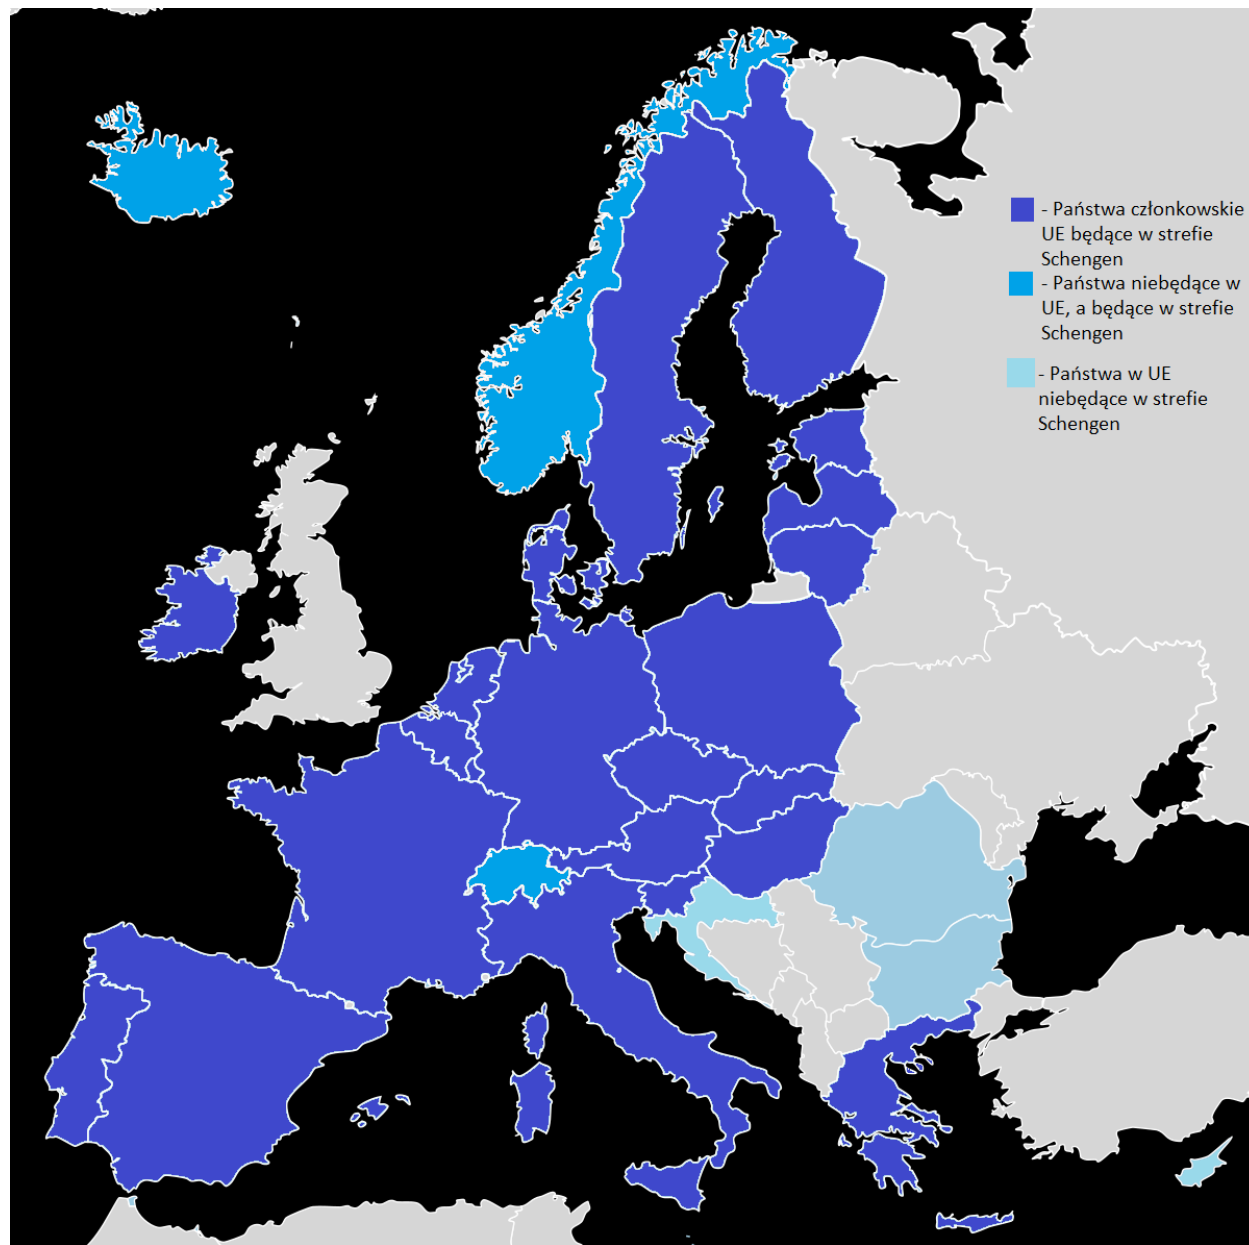 - Państwa członkowskie
UE będące w strefie
Schengen
- Państwa niebędące w
UE, a będące w strefie
Schengen
- Państwa w UE
niebędące w strefie
Schengen